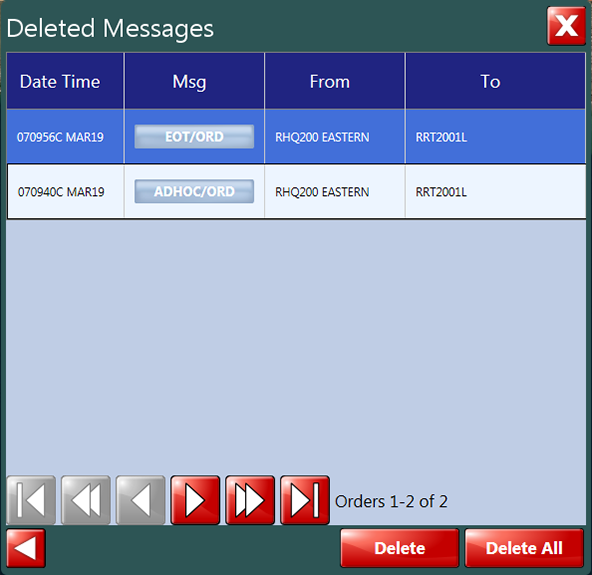 Deleted Messages
X
Date Time Msg From To
070956C MAR19 EOT/ORD RHQ200 EASTERN RRT2001L
070940C MAR19 ADHOC/ORD RHQ200 EASTERN RRT2001L
Orders 1-2 of 2
Delete Delete All